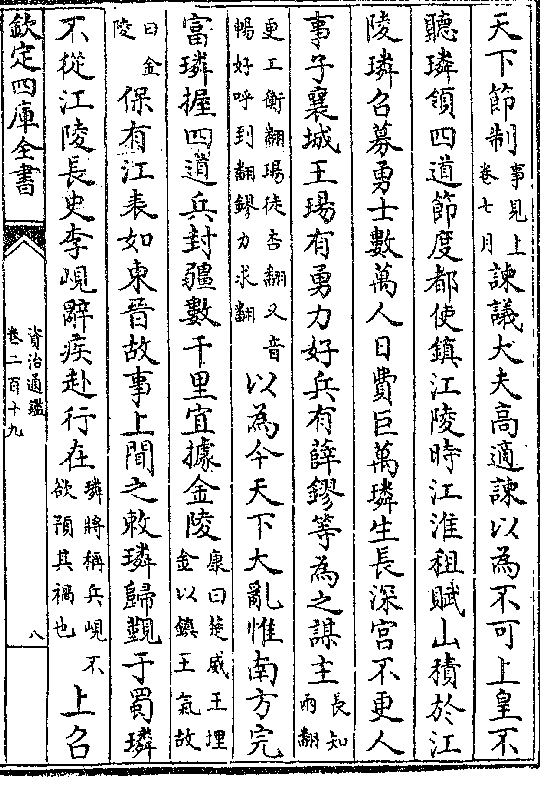 天下節制事見上卷七月諫議大夫高適諫以為不可上皇不
聽璘領四道節度都使鎮江陵時江淮租賦山積於江
陵璘召募勇士數萬人日費巨萬璘生長深宫不更人
事子襄城王瑒有勇力好兵有薛鏐等為之謀主長知兩翻
更工衡翻瑒徒杏翻又音暢好呼到翻鏐力求翻以為今天下大亂惟南方完
富璘握四道兵封疆數千里宜據金陵康曰楚威王埋金以鎮王氣故
曰金陵保有江表如東晉故事上聞之敕璘歸覲于蜀璘
不從江陵長史李峴辭疾赴行在璘將稱兵峴不欲預其禍也上召
欽定四庫全書
資治通鑑
卷二百十九
八